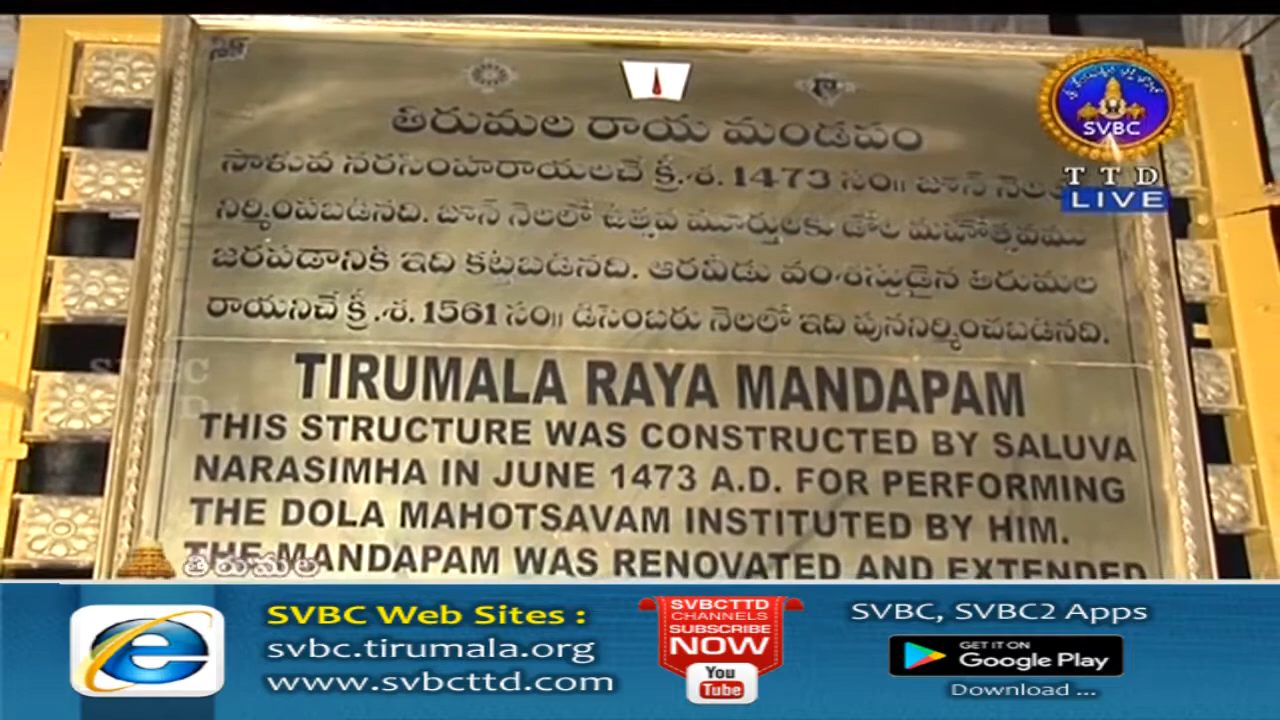 తిరుమల రాయ మండపం
సాళువ నరసింహరాయలచే క్రీ.శ. 1473 సం॥ జూన్ నెలలో
నిర్మింపబడినది. జూన్ నెలలో ఉత్సవ మూర్తులకు డోల మహోత్సవము
జరపడానికి ఇది కట్టబడినది. ఆరవీడు వంశస్తుడైన తిరుమల
రాయనిచే క్రీ.శ. 1561 సం॥ డిసెంబరు నెలలో ఇది పునర్నిర్మించబడినది.
TIRUMALA RAYA MANDAPAM
THIS STRUCTURE WAS CONSTRUCTED BY SALUVA
NARASIMHA IN JUNE 1473 A.D. FOR PERFORMING
THE DOLA MAHOTSAVAM INSTITUTED BY HIM.
THE MANDAPAM WAS RENOVATED AND EXTENDED
SVBC
TTD
LIVE
SVBC
తిరుమల
SVBC Web Sites :
svbc.tirumala.org
www.svbcttd.com
SVBCTTD
CHANNELS
SUBSCRIBE
NOW
You
Tube
SVBC, SVBC2 Apps
GET IT ON
Google Play
Download ...